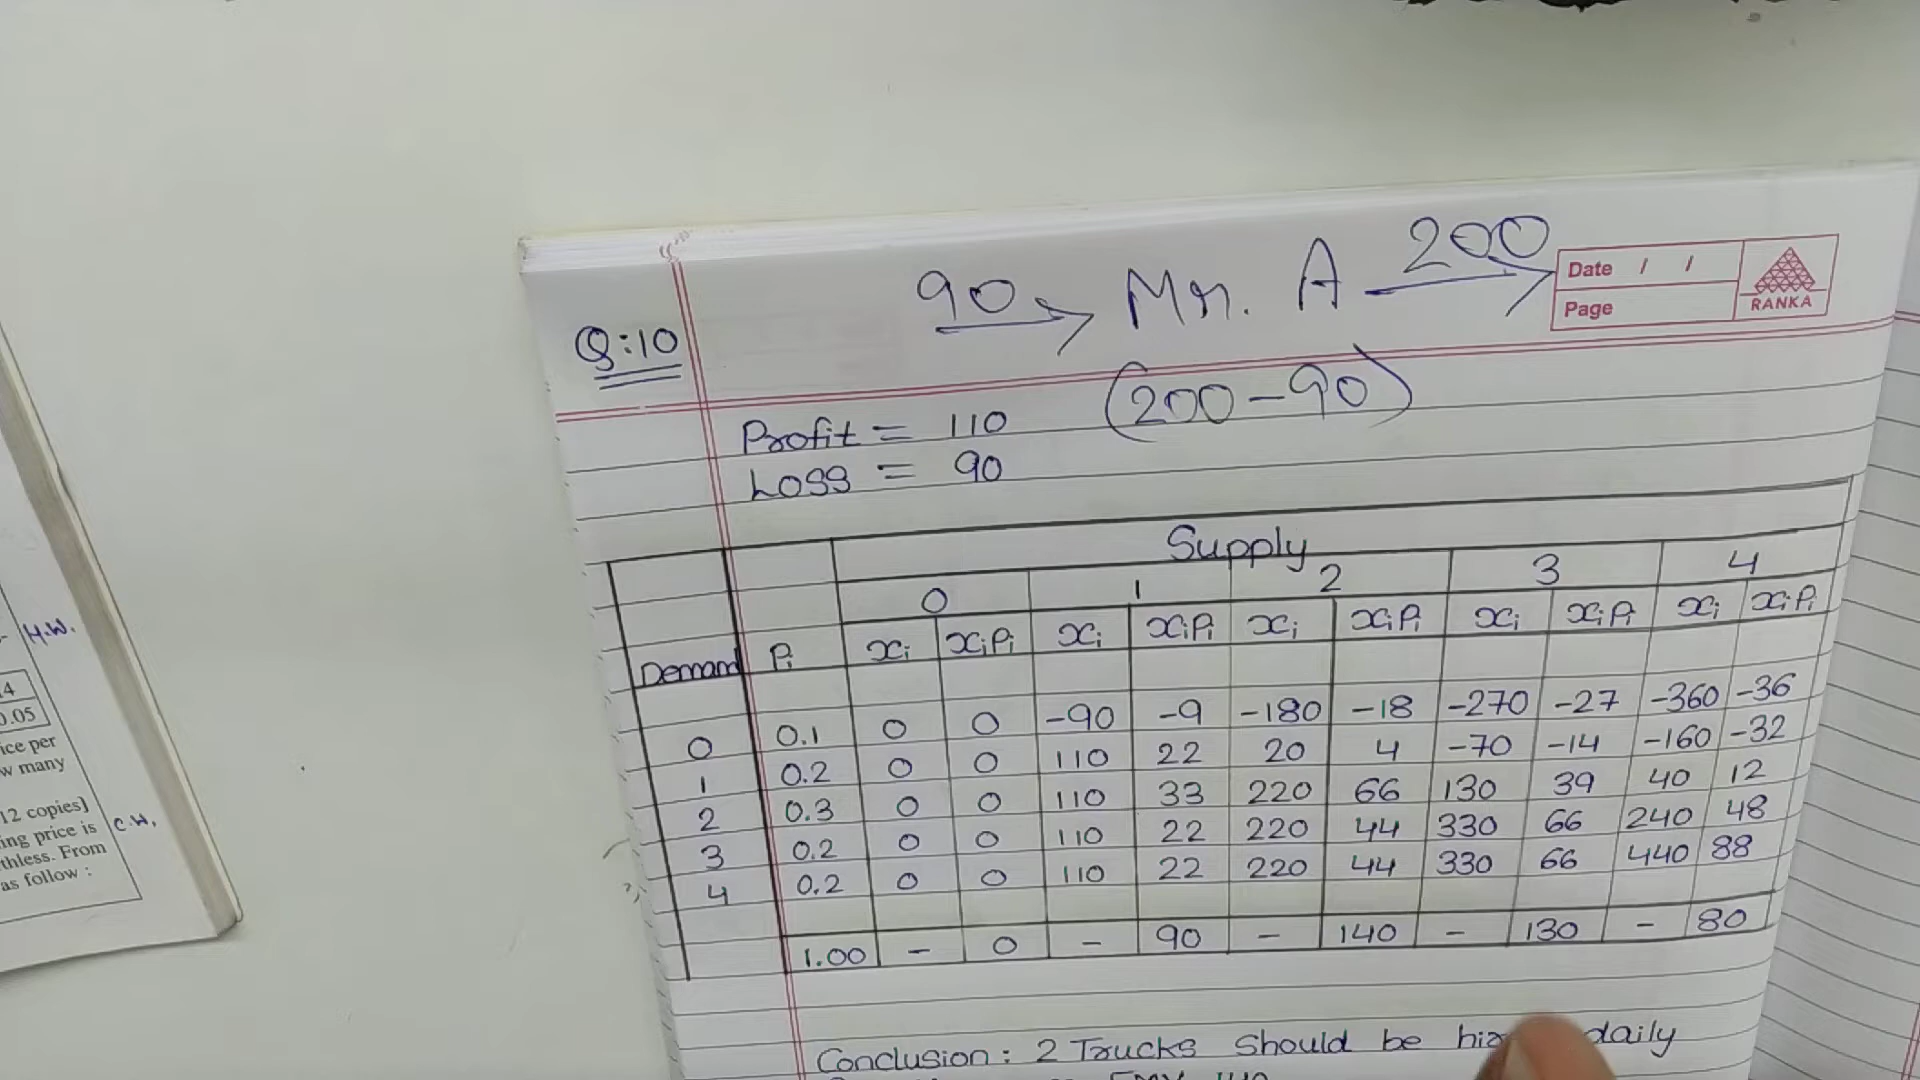 90 → Mr. A → 200
Date / /
Page
RANKA
Q:10
(200-90)
Profit = 110
Loss = 90
Supply
0 1 2 3 4
Demand Pi xi xiPi xi xiPi xi xiPi xi xiPi xi xiPi
0 0.1 0 0 -90 -9 -180 -18 -270 -27 -360 -36
1 0.2 0 0 110 22 20 4 -70 -14 -160 -32
2 0.3 0 0 110 33 220 66 130 39 40 12
3 0.2 0 0 110 22 220 44 330 66 240 48
4 0.2 0 0 110 22 220 44 330 66 440 88
1.00 - 0 - 90 - 140 - 130 - 80
Conclusion: 2 Trucks should be daily
H.W.
4
0.05
ice per
w many
12 copies]
ing price is
thless. From
as follow :
C.W.